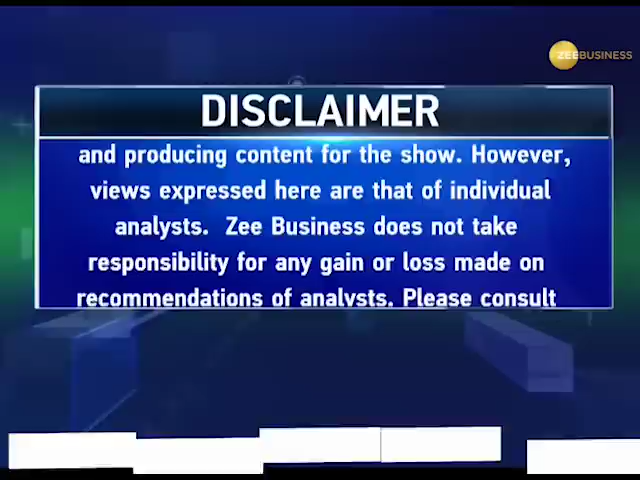 ZEEBUSINESS
DISCLAIMER
and producing content for the show. However,
views expressed here are that of individual
analysts. Zee Business does not take
responsibility for any gain or loss made on
recommendations of analysts. Please consult